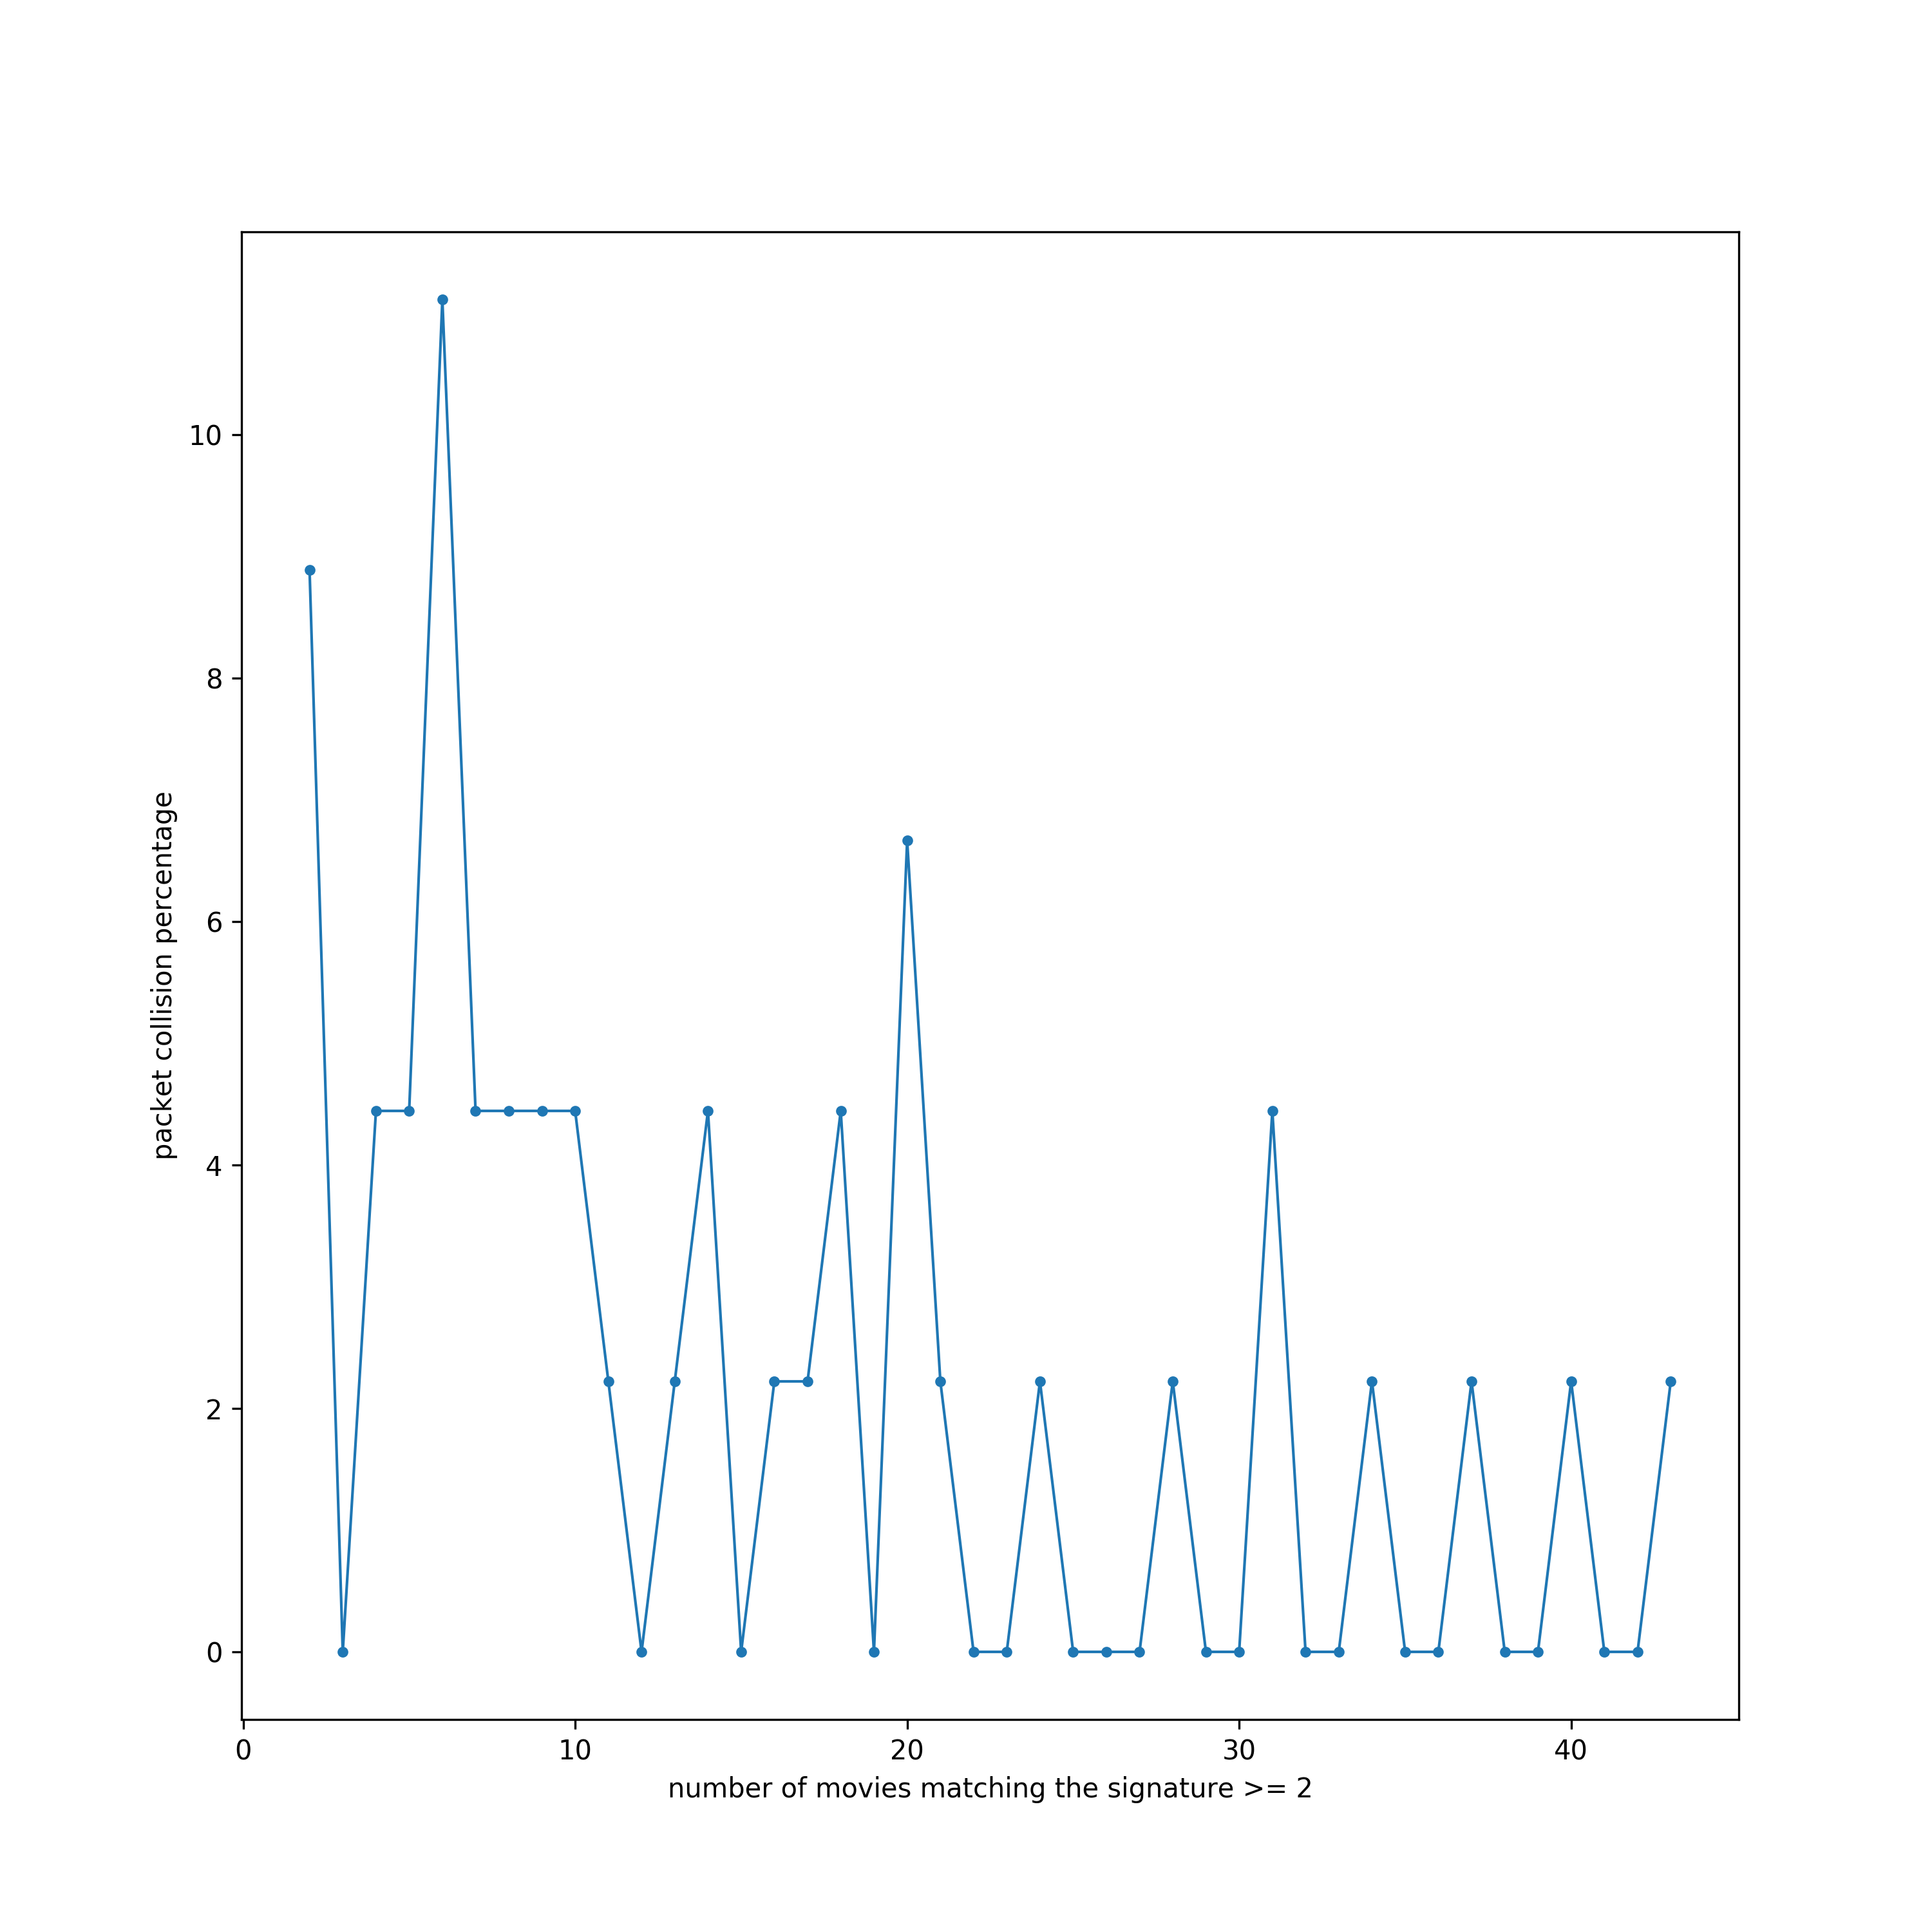 10
8
6
4
2
0
packet collision percentage
0 10 20 30 40
number of movies matching the signature >= 2